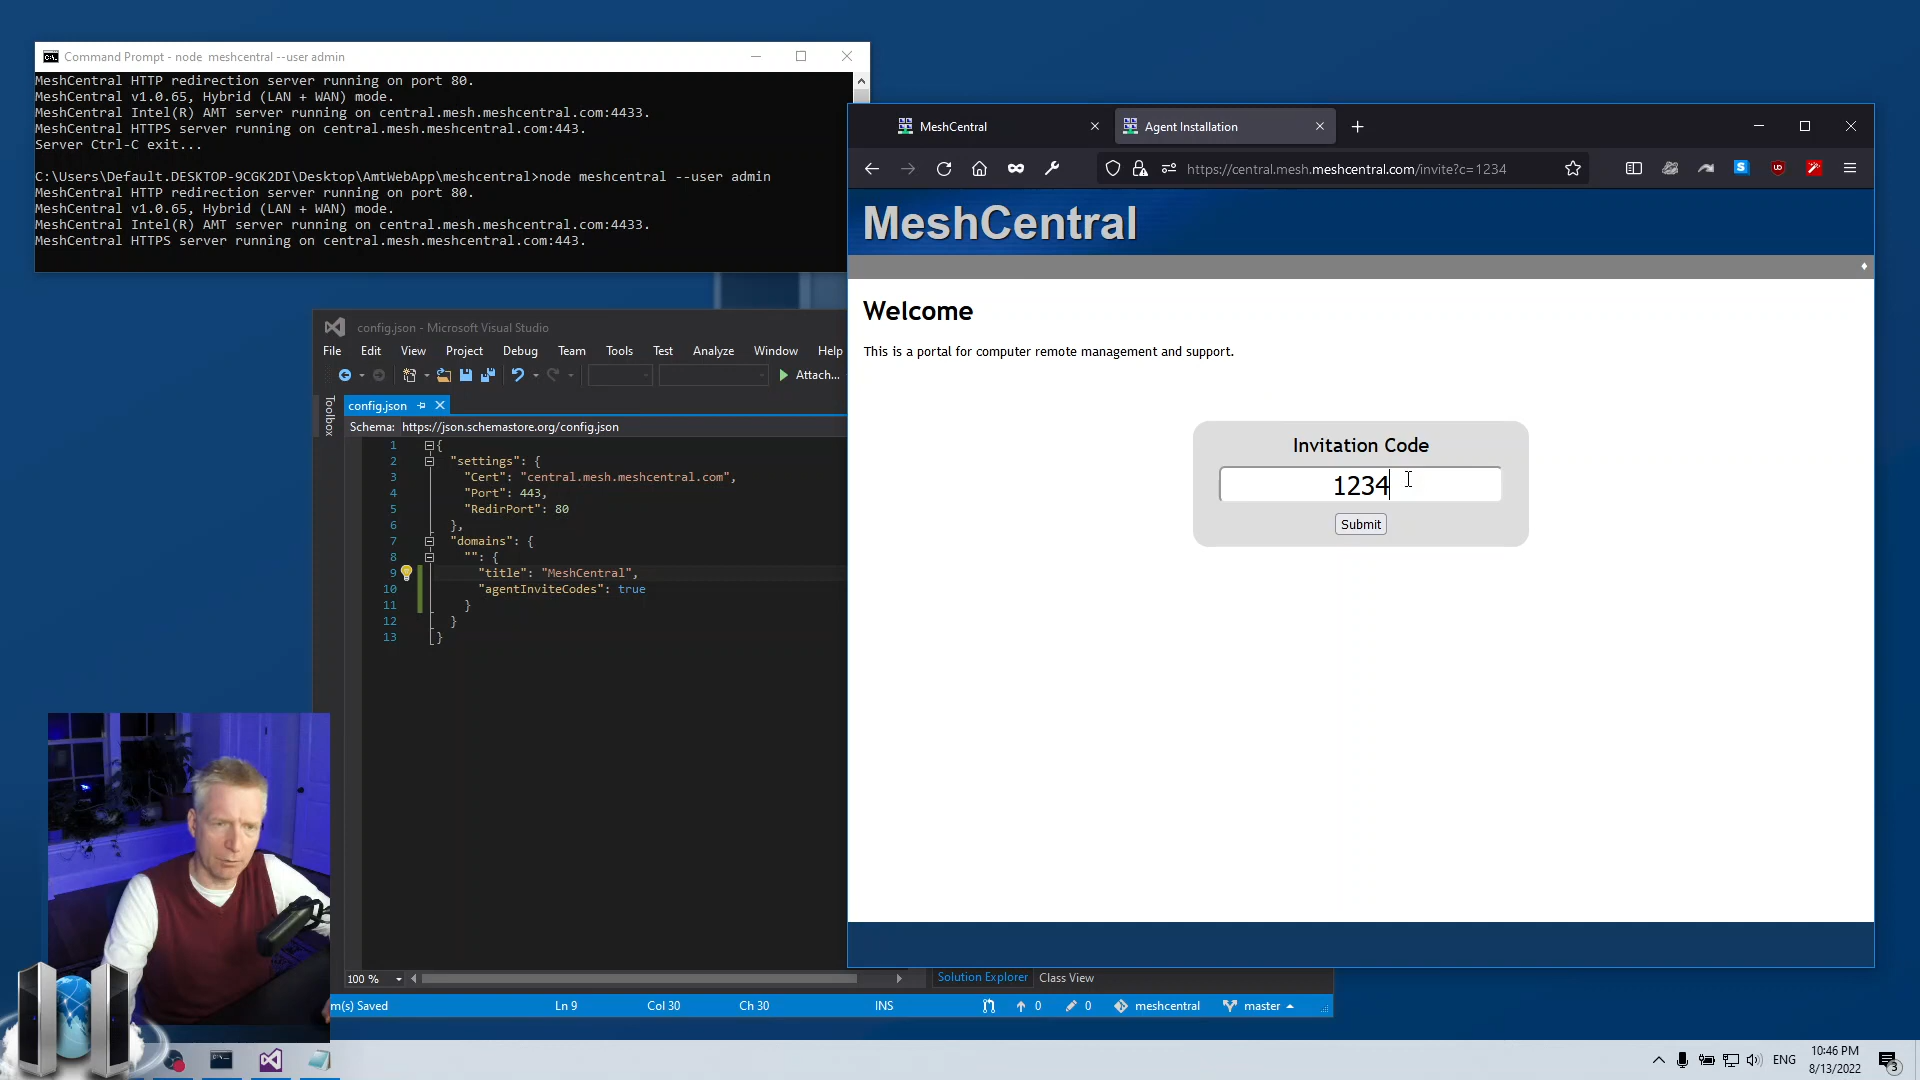 Command Prompt - node  meshcentral --user admin
MeshCentral HTTP redirection server running on port 80.
MeshCentral v1.0.65, Hybrid (LAN + WAN) mode.
MeshCentral Intel(R) AMT server running on central.mesh.meshcentral.com:4433.
MeshCentral HTTPS server running on central.mesh.meshcentral.com:443.
Server Ctrl-C exit...
C:\Users\Default.DESKTOP-9CGK2DI\Desktop\AmtWebApp\meshcentral>node meshcentral --user admin
MeshCentral HTTP redirection server running on port 80.
MeshCentral v1.0.65, Hybrid (LAN + WAN) mode.
MeshCentral Intel(R) AMT server running on central.mesh.meshcentral.com:4433.
MeshCentral HTTPS server running on central.mesh.meshcentral.com:443.
MeshCentral
Agent Installation
https://central.mesh.meshcentral.com/invite?c=1234
MeshCentral
Welcome
This is a portal for computer remote management and support.
Invitation Code
1234
Submit
config.json - Microsoft Visual Studio
File Edit View Project Debug Team Tools Test Analyze Window Help
Attach...
Toolbox
config.json
Schema: https://json.schemastore.org/config.json
1 {
2 "settings": {
3 "Cert": "central.mesh.meshcentral.com",
4 "Port": 443,
5 "RedirPort": 80
6 },
7 "domains": {
8 "": {
9 "title": "MeshCentral",
10 "agentInviteCodes": true
11 }
12 }
13 }
100 %
Solution Explorer Class View
m(s) Saved Ln 9 Col 30 Ch 30 INS 0 0 meshcentral master
ENG
10:46 PM
8/13/2022
3